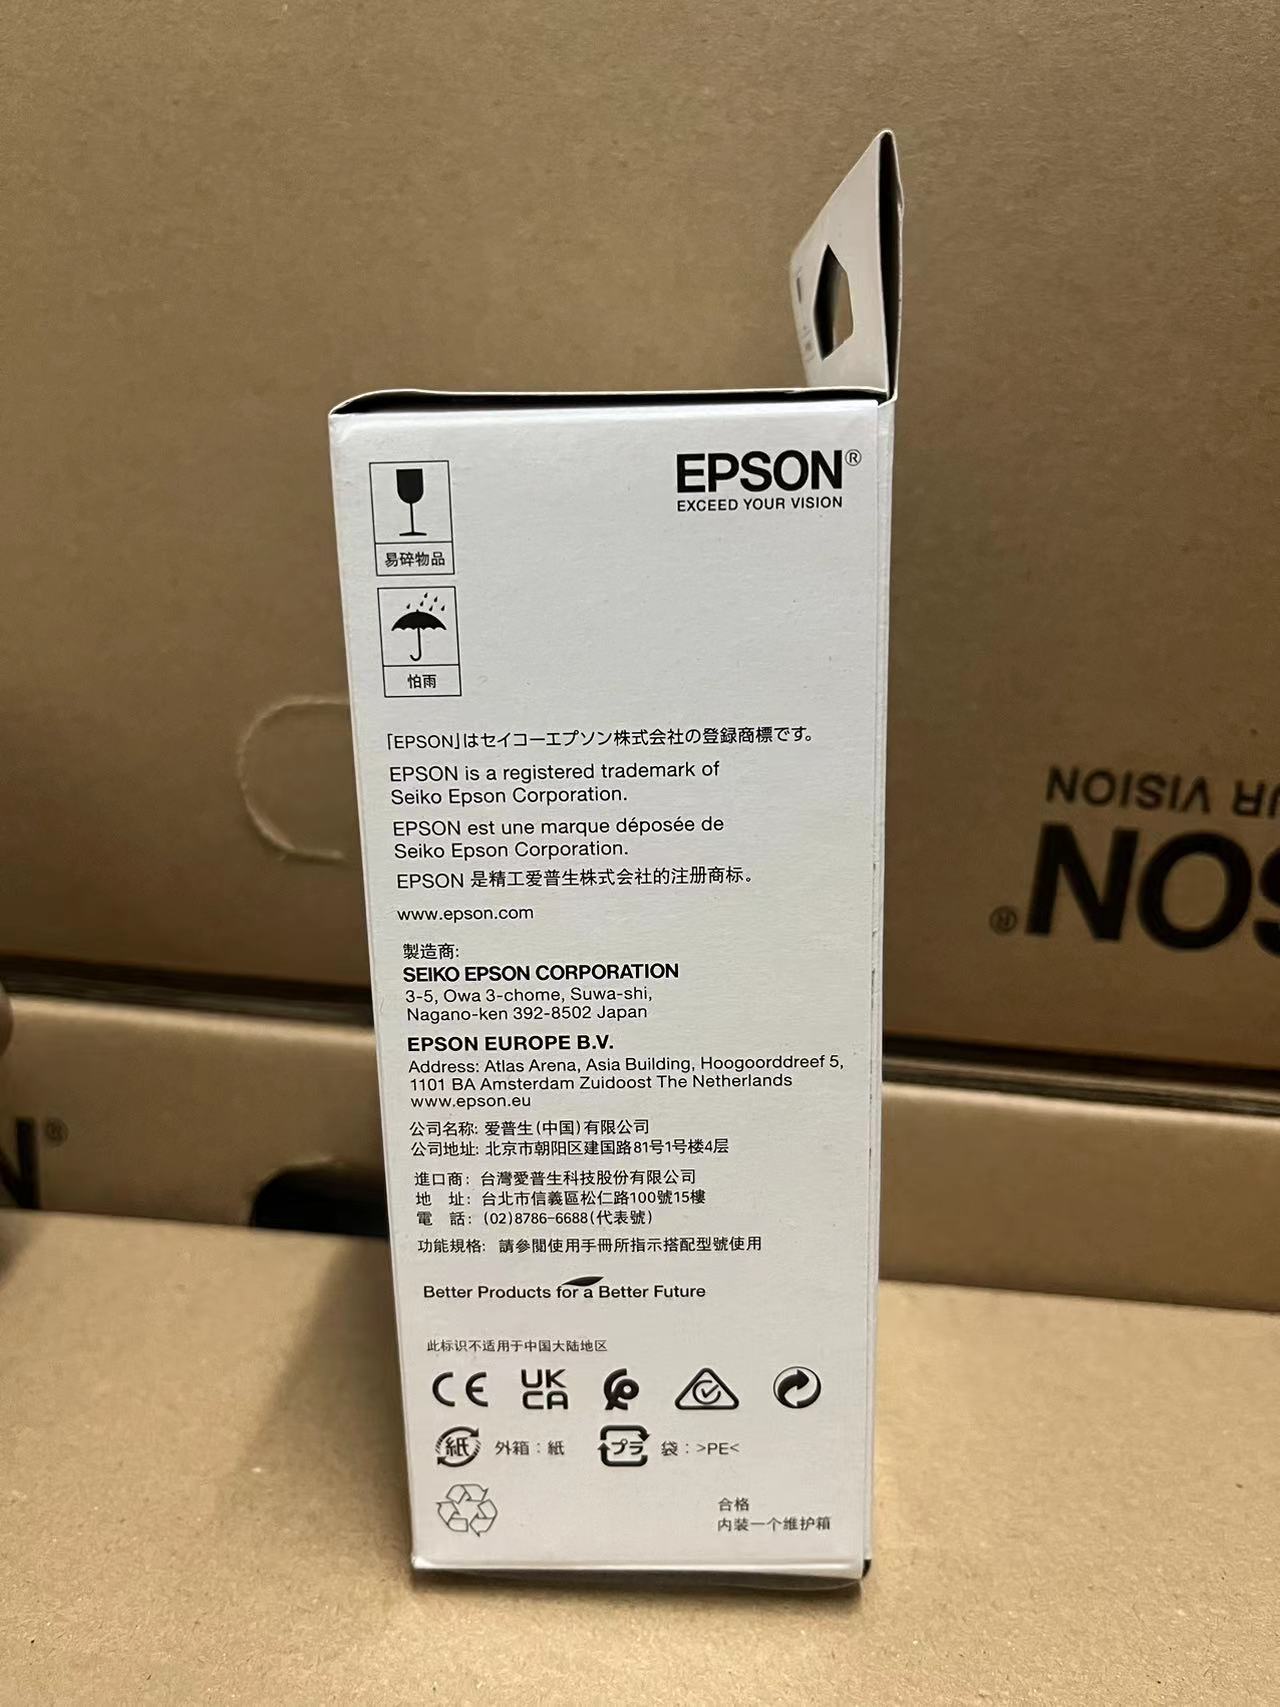 EPSON®
EXCEED YOUR VISION
易碎物品
怕雨
「EPSON」はセイコーエプソン株式会社の登録商標です。
EPSON is a registered trademark of
Seiko Epson Corporation.
EPSON est une marque déposée de
Seiko Epson Corporation.
EPSON 是精工爱普生株式会社的注册商标。
www.epson.com
製造商:
SEIKO EPSON CORPORATION
3-5, Owa 3-chome, Suwa-shi,
Nagano-ken 392-8502 Japan
EPSON EUROPE B.V.
Address: Atlas Arena, Asia Building, Hoogoorddreef 5,
1101 BA Amsterdam Zuidoost The Netherlands
www.epson.eu
公司名称: 爱普生(中国)有限公司
公司地址: 北京市朝阳区建国路81号1号楼4层
進口商: 台灣愛普生科技股份有限公司
地 址: 台北市信義區松仁路100號15樓
電 話: (02)8786-6688(代表號)
功能規格: 請參閱使用手冊所指示搭配型號使用
Better Products for a Better Future
此标识不适用于中国大陆地区
CE UK CA
紙 外箱:紙 プラ 袋:>PE<
合格
内装一个维护箱
UR VISION
SON®